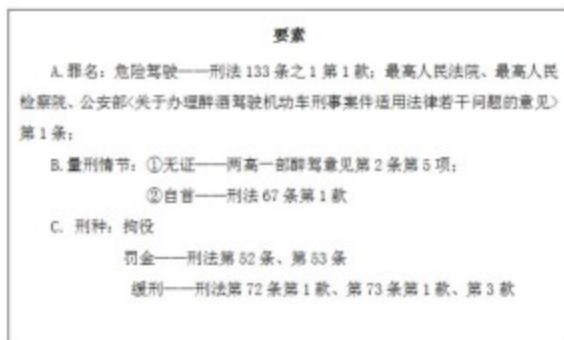 要素
A.罪名：危险驾驶——刑法133条之1第1款；最高人民法院、最高人民
检察院、公安部<关于办理醉酒驾驶机动车刑事案件适用法律若干问题的意见>
第1条；
B.量刑情节：①无证——两高一部醉驾意见第2条第5项；
②自首——刑法67条第1款
C. 刑种：拘役
罚金——刑法第52条、第53条
缓刑——刑法第72条第1款、第73条第1款、第3款